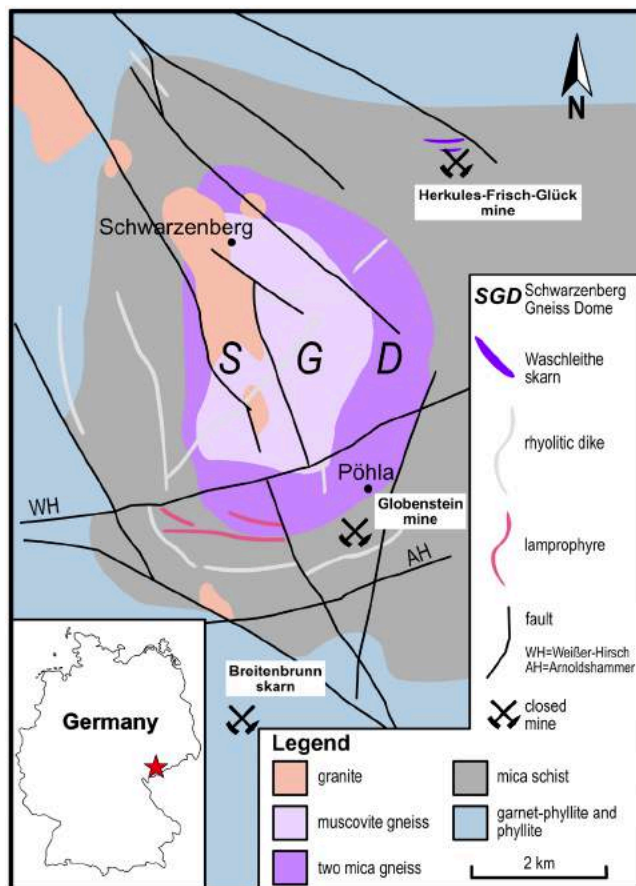 N
Herkules-Frisch-Glück
mine
Schwarzenberg
SGD Schwarzenberg
Gneiss Dome
Waschleithe
skarn
S G D
rhyolitic dike
Pöhla
WH
Globenstein
mine
lamprophyre
AH
fault
WH=Weißer-Hirsch
AH=Arnoldshammer
Breitenbrunn
skarn
closed
mine
Germany
Legend
granite
mica schist
muscovite gneiss
garnet-phyllite and
phyllite
two mica gneiss
2 km